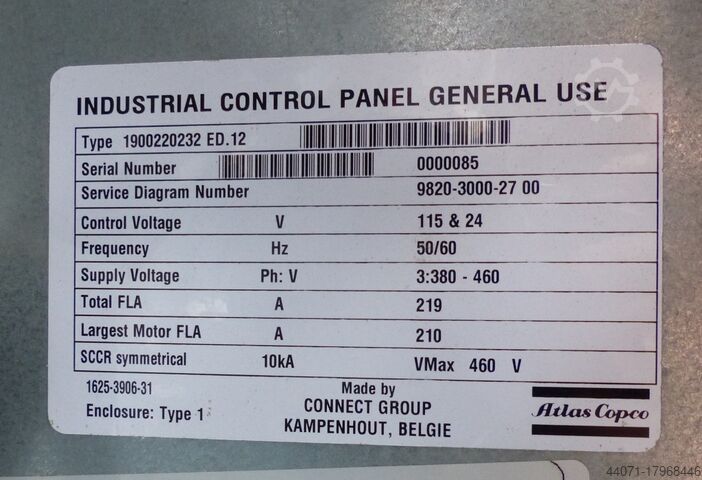 INDUSTRIAL CONTROL PANEL GENERAL USE
Type 1900220232 ED.12
Serial Number 0000085
Service Diagram Number 9820-3000-27 00
Control Voltage V 115 & 24
Frequency Hz 50/60
Supply Voltage Ph: V 3:380 - 460
Total FLA A 219
Largest Motor FLA A 210
SCCR symmetrical 10kA VMax 460 V
1625-3906-31 Made by
Enclosure: Type 1 CONNECT GROUP Atlas Copco
KAMPENHOUT, BELGIE
44071-17968446